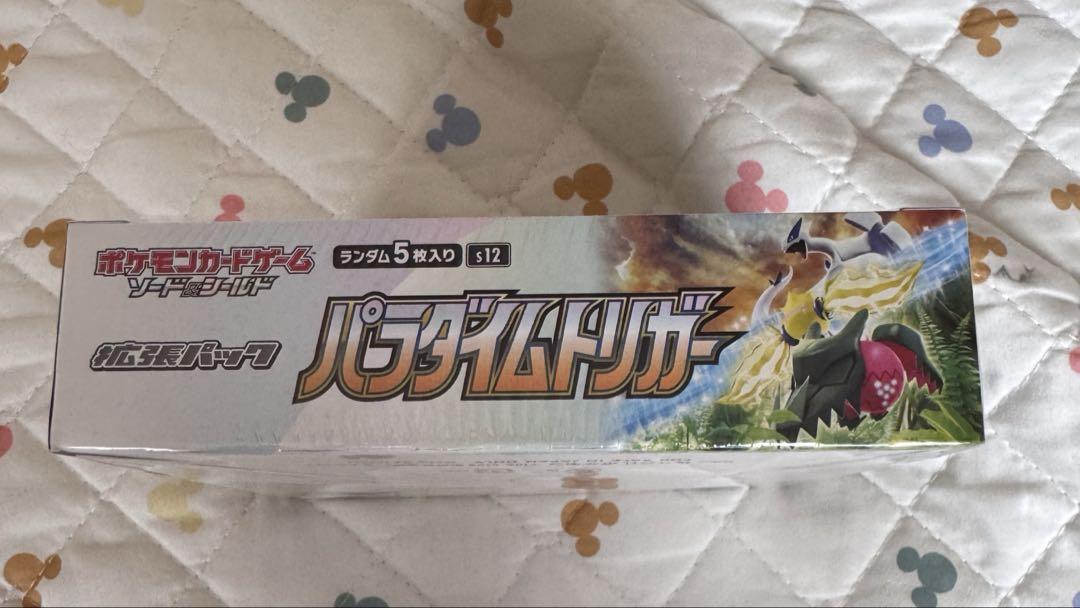 ポケモンカードゲーム
ソード&シールド
ランダム5枚入り s12
拡張パック
パラダイムトリガー